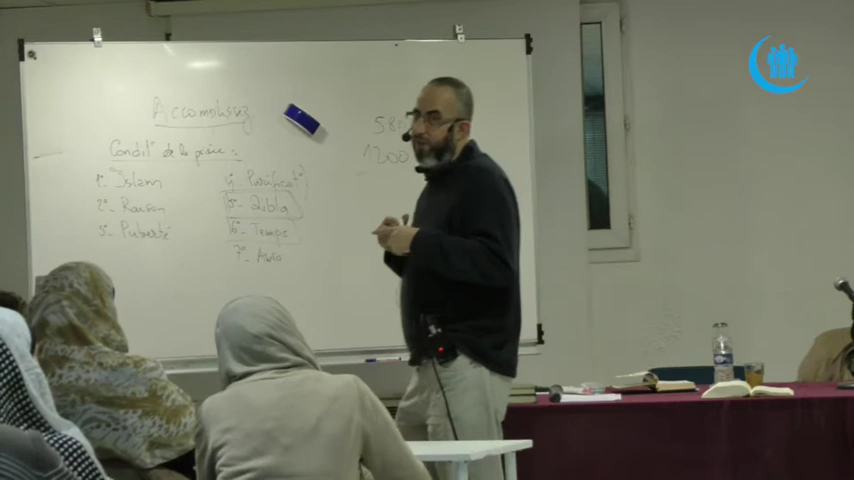 Accomplissez
Condit° de la prière :
1°- Islam
2°- Raison
3°- Puberté
4°- Purificat°
5°- Qibla
6°- Temps
7°-
58
1200